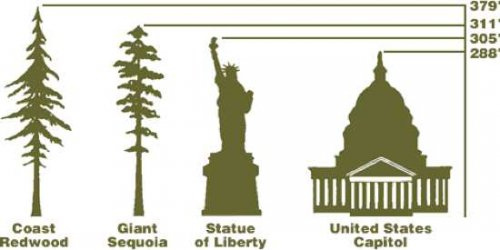 379'
311'
305'
288'
Coast
Redwood
Giant
Sequoia
Statue
of Liberty
United States
Capitol